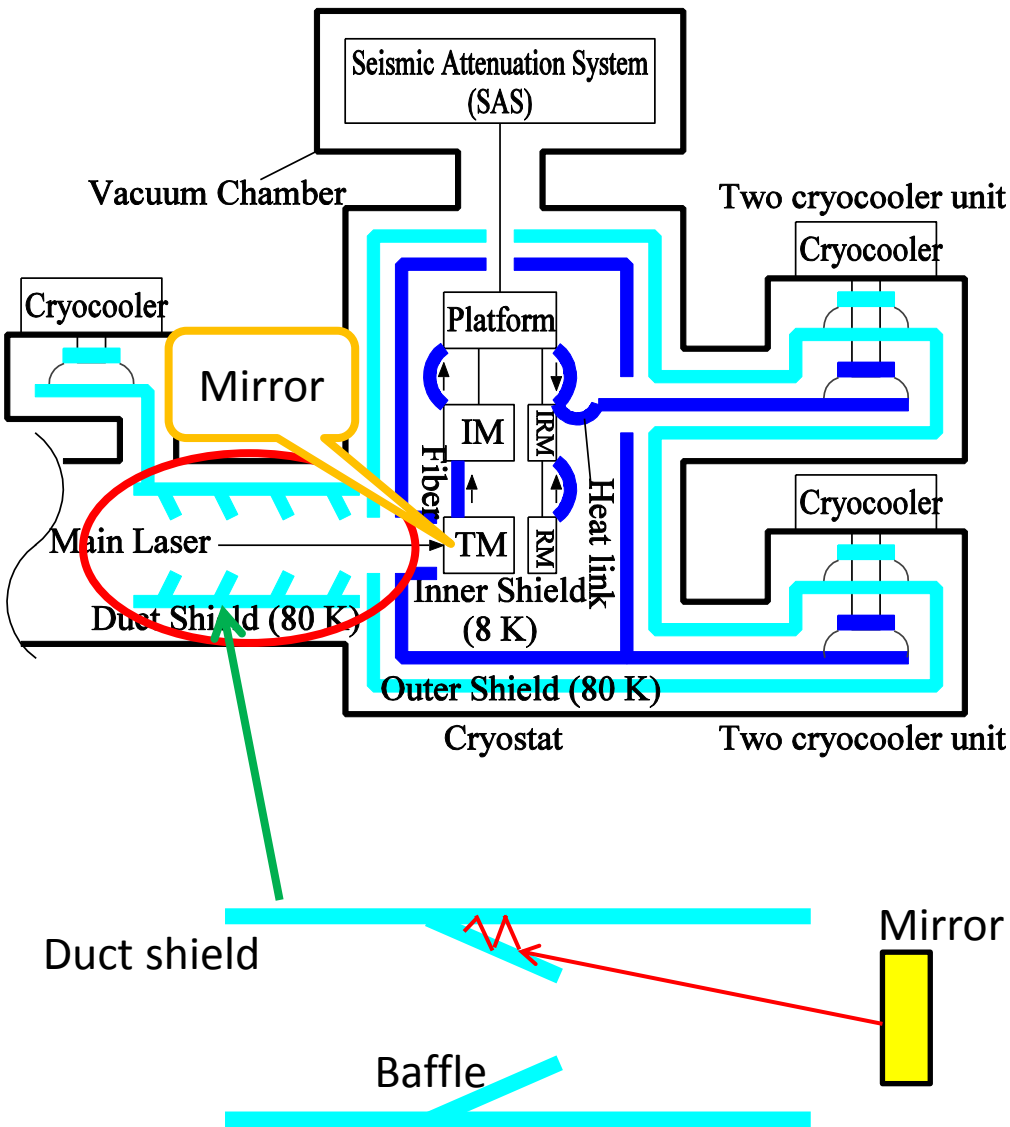 Seismic Attenuation System
(SAS)
Vacuum Chamber
Two cryocooler unit
Cryocooler
Cryocooler
Platform
Mirror
IM
IRM
Fiber
Heat link
Cryocooler
Main Laser
TM
RM
Inner Shield
(8 K)
Duct Shield (80 K)
Outer Shield (80 K)
Cryostat
Two cryocooler unit
Mirror
Duct shield
Baffle